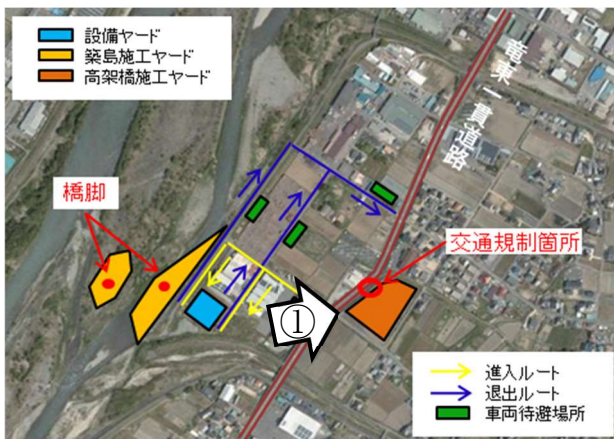 設備ヤード
築島施工ヤード
高架橋施工ヤード
竜東一貫道路
橋脚
交通規制箇所
①
進入ルート
退出ルート
車両待避場所